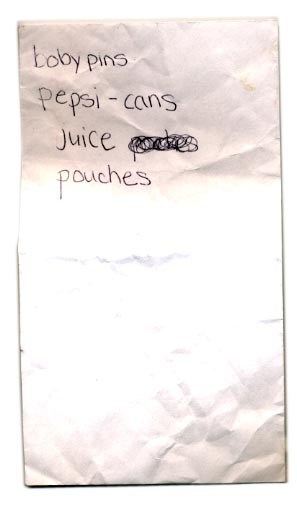 boby pins
pepsi - cans
Juice
pouches